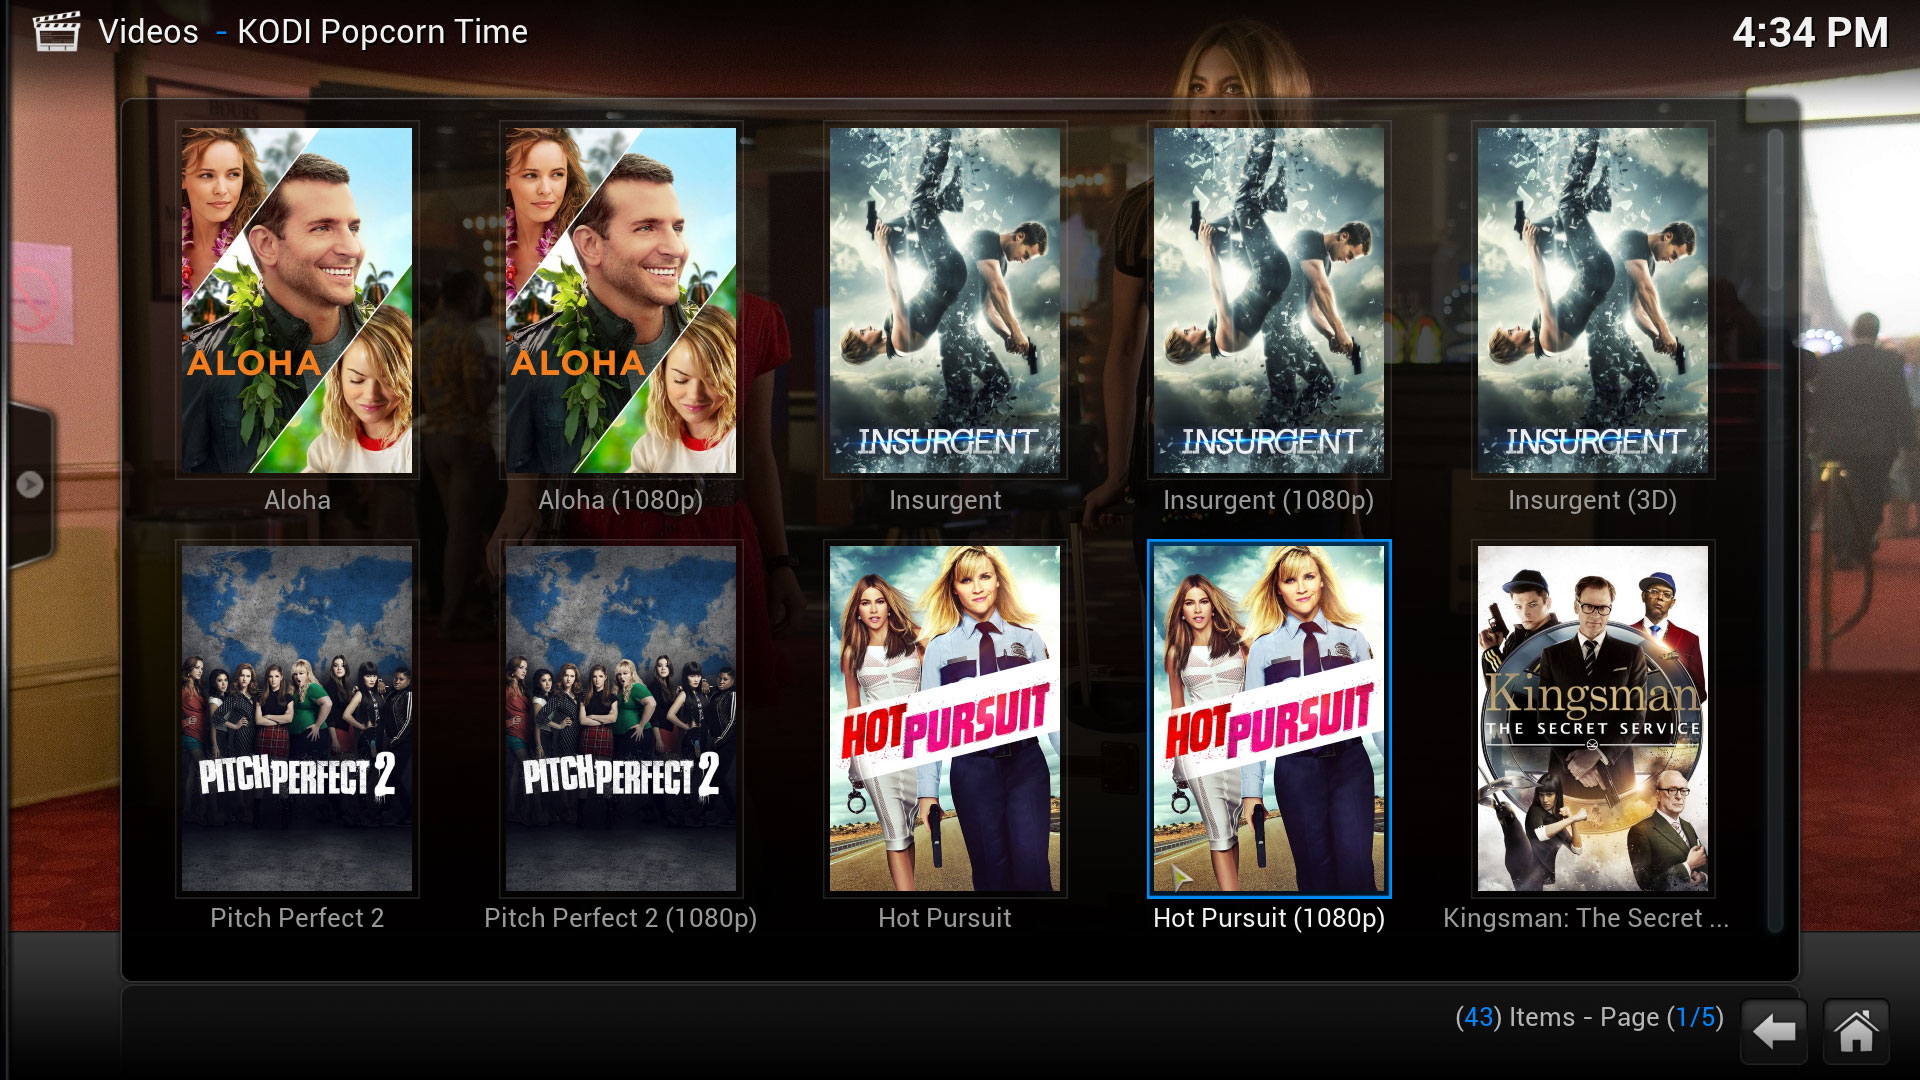 Videos - KODI Popcorn Time
4:34 PM
ALOHA
ALOHA
INSURGENT
INSURGENT
INSURGENT
Aloha
Aloha (1080p)
Insurgent
Insurgent (1080p)
Insurgent (3D)
PITCH PERFECT 2
PITCH PERFECT 2
HOT PURSUIT
HOT PURSUIT
Kingsman
THE SECRET SERVICE
Pitch Perfect 2
Pitch Perfect 2 (1080p)
Hot Pursuit
Hot Pursuit (1080p)
Kingsman: The Secret ...
(43) Items - Page (1/5)